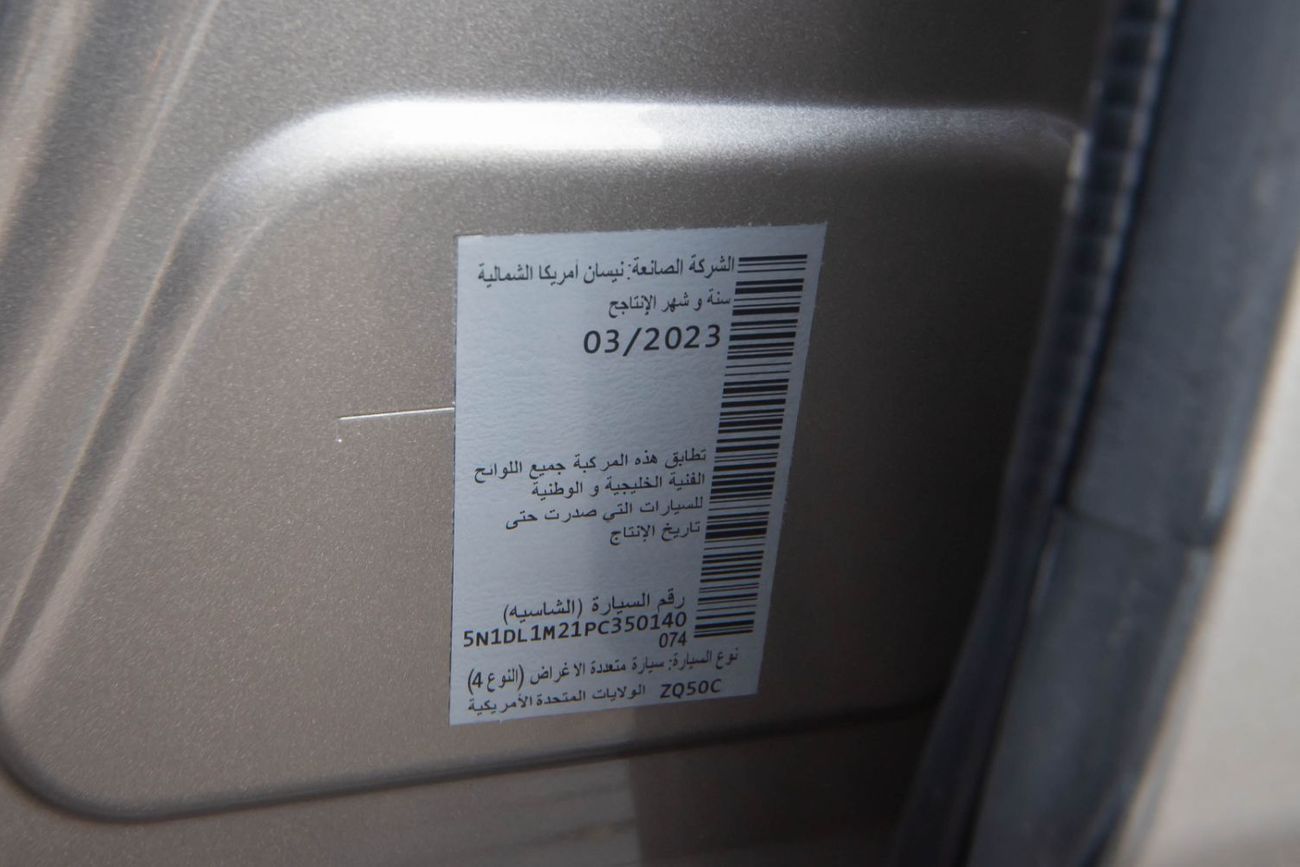 الشركة الصانعة: نيسان أمريكا الشمالية
سنة و شهر الإنتاجج
03/2023
تطابق هذه المركبة جميع اللوائح
الفنية الخليجية و الوطنية
للسيارات التي صدرت حتى
تاريخ الإنتاج
رقم السيارة (الشاسيه)
5N1DL1M21PC350140
074
نوع السيارة: سيارة متعددة الاغراض (النوع 4)
ZQ50C الولايات المتحدة الأمريكية